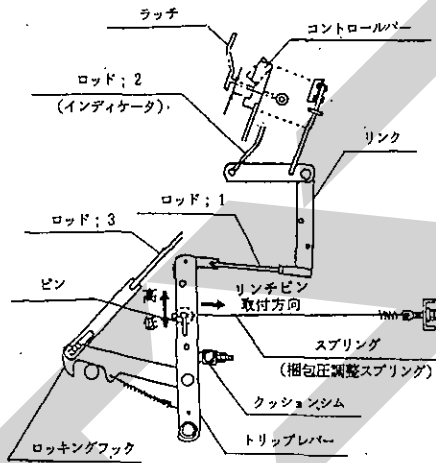 ラッチ
コントロールバー
ロッド；2
(インディケータ)
リンク
ロッド；1
ロッド；3
ピン
高
低
リンチピン
取付方向
スプリング
(梱包圧調整スプリング)
クッションシム
トリップレバー
ロッキングフック